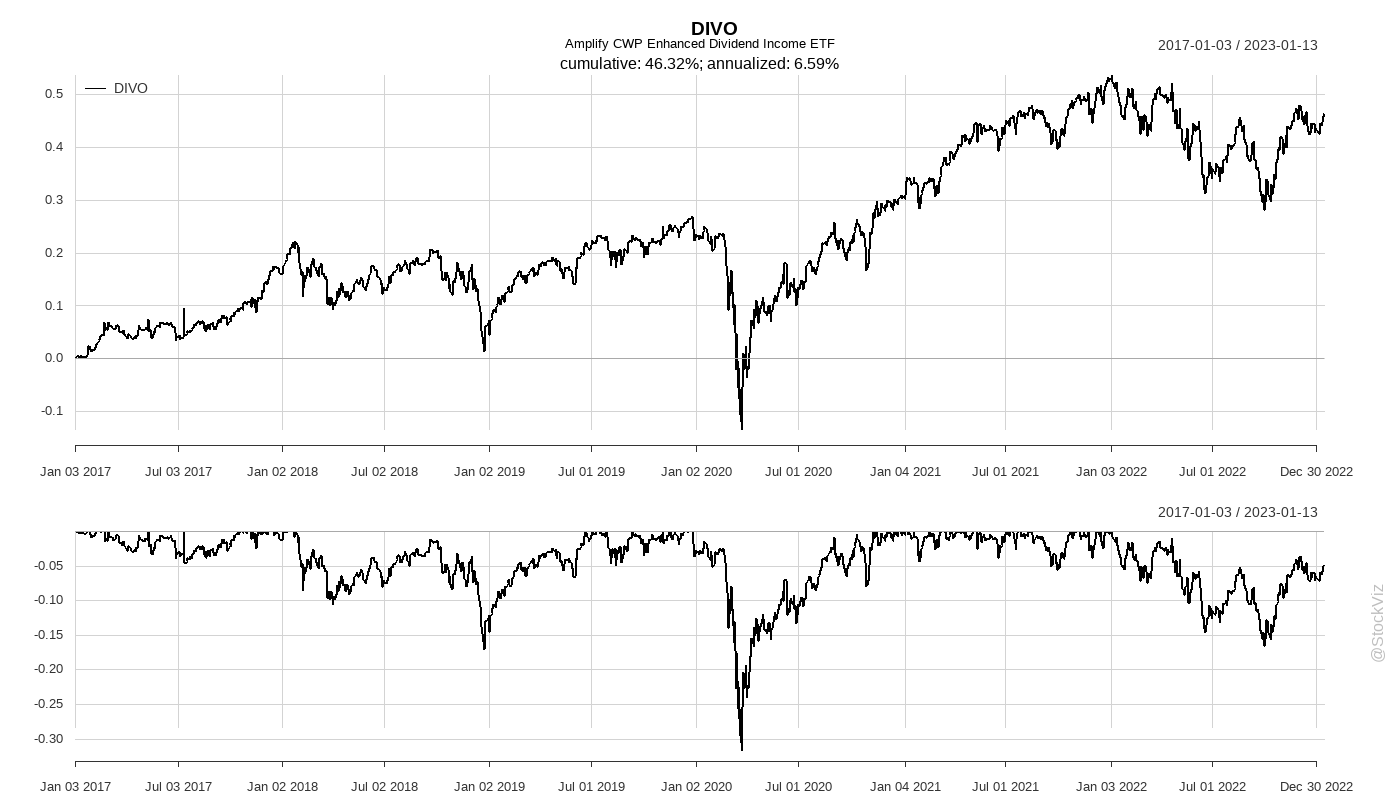 DIVO
Amplify CWP Enhanced Dividend Income ETF
2017-01-03 / 2023-01-13
cumulative: 46.32%; annualized: 6.59%
DIVO
0.5
0.4
0.3
0.2
0.1
0.0
-0.1
Jan 03 2017 Jul 03 2017 Jan 02 2018 Jul 02 2018 Jan 02 2019 Jul 01 2019 Jan 02 2020 Jul 01 2020 Jan 04 2021 Jul 01 2021 Jan 03 2022 Jul 01 2022 Dec 30 2022
2017-01-03 / 2023-01-13
-0.05
-0.10
-0.15
-0.20
-0.25
-0.30
Jan 03 2017 Jul 03 2017 Jan 02 2018 Jul 02 2018 Jan 02 2019 Jul 01 2019 Jan 02 2020 Jul 01 2020 Jan 04 2021 Jul 01 2021 Jan 03 2022 Jul 01 2022 Dec 30 2022
@StockViz